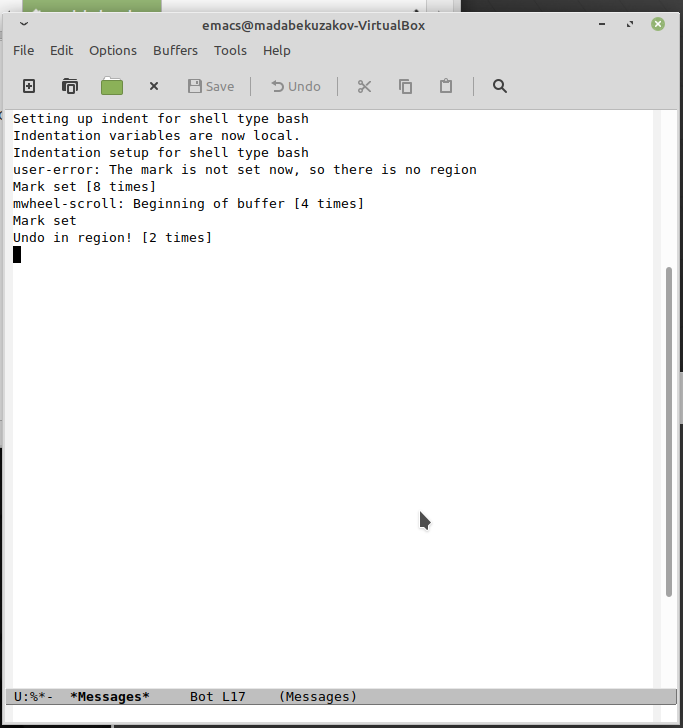 emacs@madabekuzakov-VirtualBox
File Edit Options Buffers Tools Help
Save Undo
Setting up indent for shell type bash
Indentation variables are now local.
Indentation setup for shell type bash
user-error: The mark is not set now, so there is no region
Mark set [8 times]
mwheel-scroll: Beginning of buffer [4 times]
Mark set
Undo in region! [2 times]
U:%*-  *Messages*     Bot L17    (Messages)